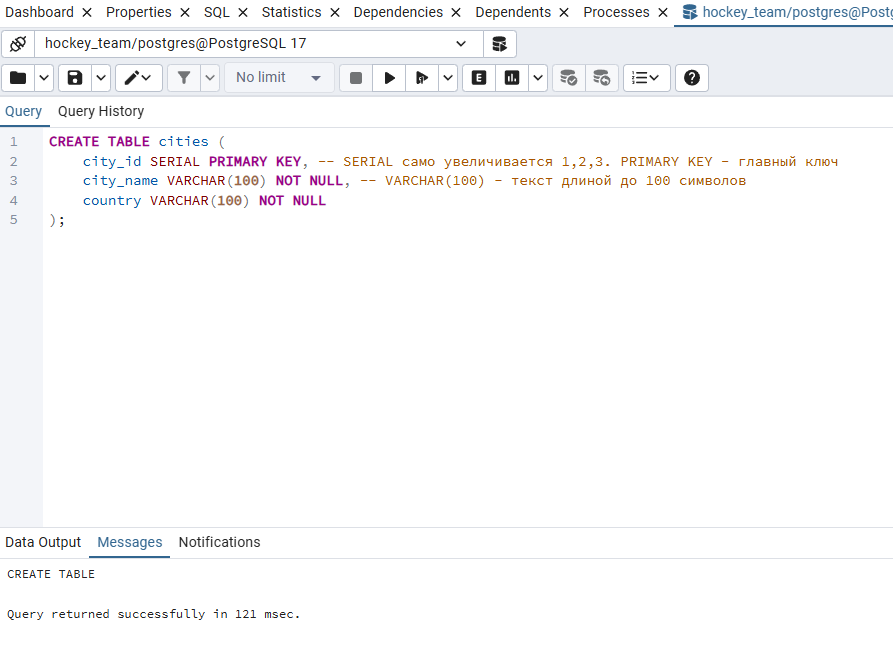 Dashboard Properties SQL Statistics Dependencies Dependents Processes hockey_team/postgres@Postg
hockey_team/postgres@PostgreSQL 17
No limit E
Query Query History
1 CREATE TABLE cities (
2 city_id SERIAL PRIMARY KEY, -- SERIAL само увеличивается 1,2,3. PRIMARY KEY - главный ключ
3 city_name VARCHAR(100) NOT NULL, -- VARCHAR(100) - текст длиной до 100 символов
4 country VARCHAR(100) NOT NULL
5 );
Data Output Messages Notifications
CREATE TABLE
Query returned successfully in 121 msec.